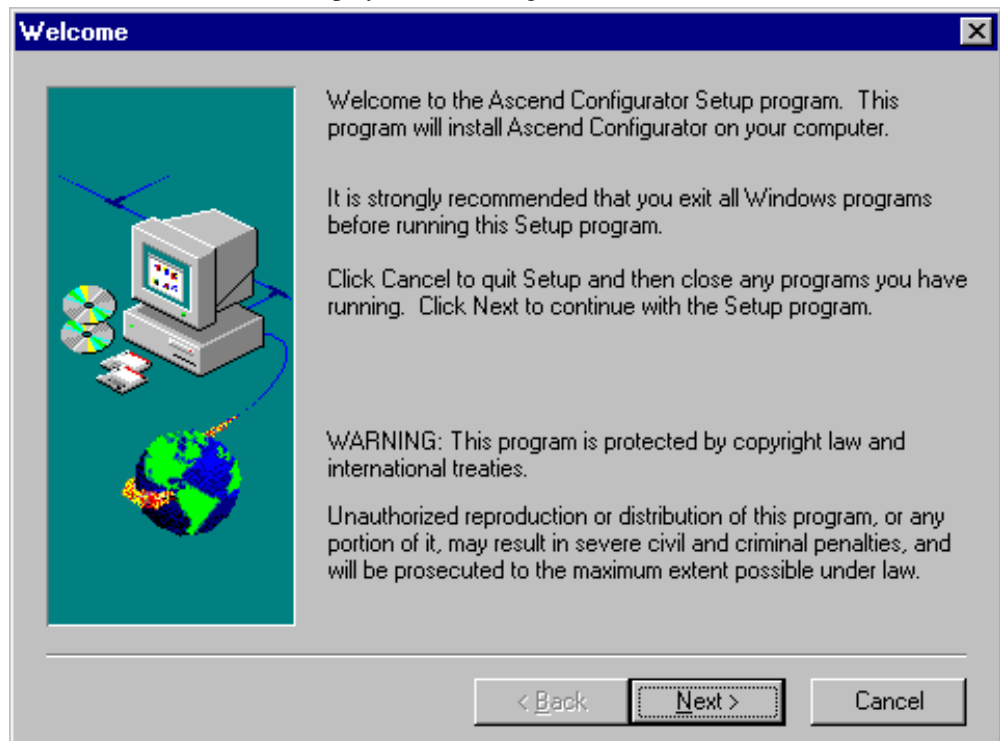 Welcome
Welcome to the Ascend Configurator Setup program. This
program will install Ascend Configurator on your computer.
It is strongly recommended that you exit all Windows programs
before running this Setup program.
Click Cancel to quit Setup and then close any programs you have
running. Click Next to continue with the Setup program.
WARNING: This program is protected by copyright law and
international treaties.
Unauthorized reproduction or distribution of this program, or any
portion of it, may result in severe civil and criminal penalties, and
will be prosecuted to the maximum extent possible under law.
< Back Next > Cancel